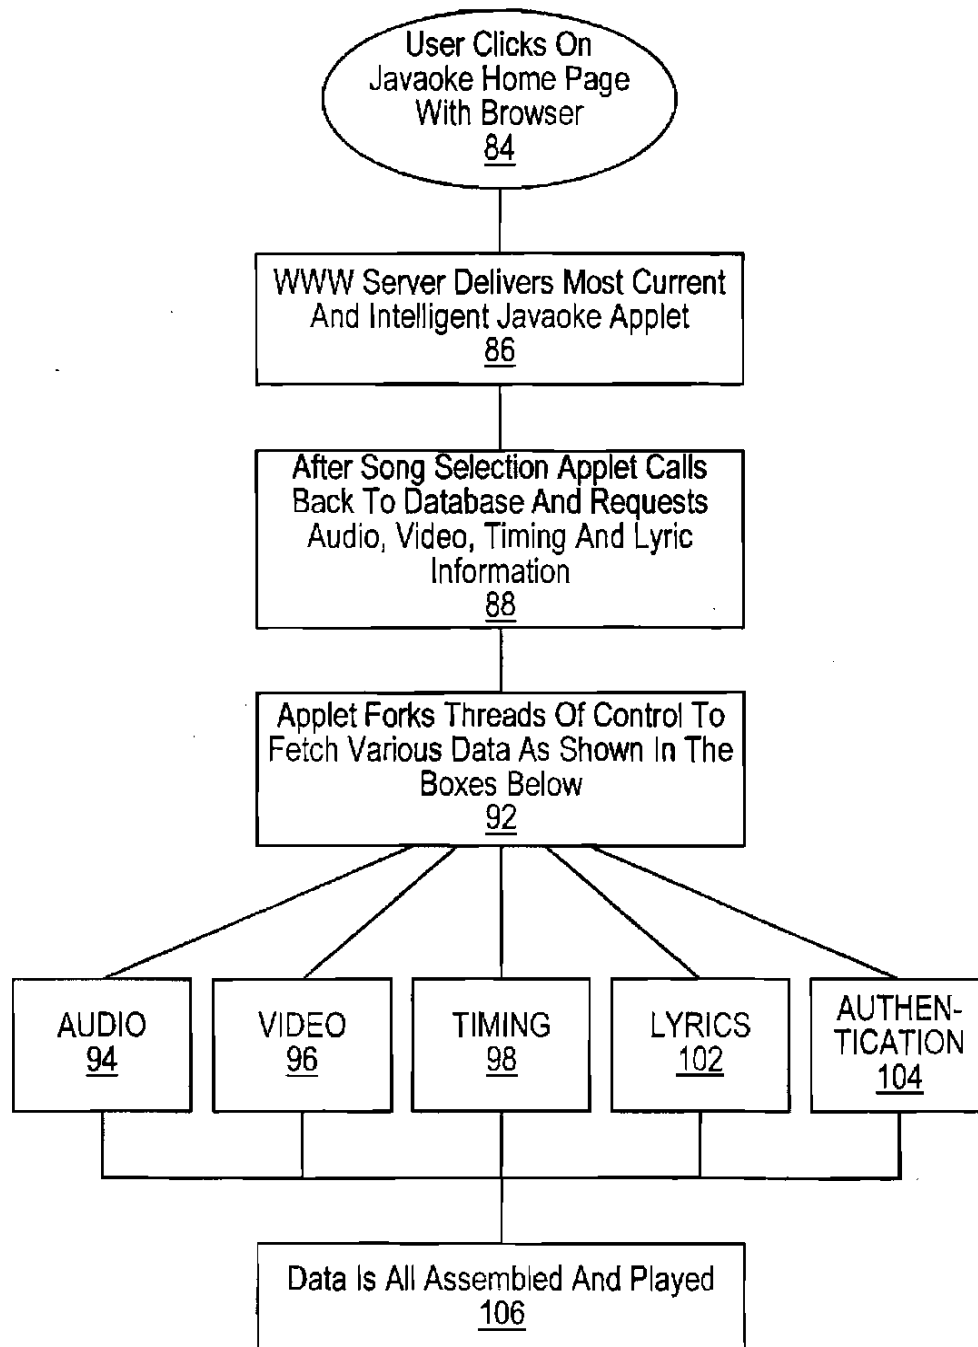 User Clicks On
Javaoke Home Page
With Browser
84
WWW Server Delivers Most Current
And Intelligent Javaoke Applet
86
After Song Selection Applet Calls
Back To Database And Requests
Audio, Video, Timing And Lyric
Information
88
Applet Forks Threads Of Control To
Fetch Various Data As Shown In The
Boxes Below
92
AUDIO
94
VIDEO
96
TIMING
98
LYRICS
102
AUTHEN-
TICATION
104
Data Is All Assembled And Played
106